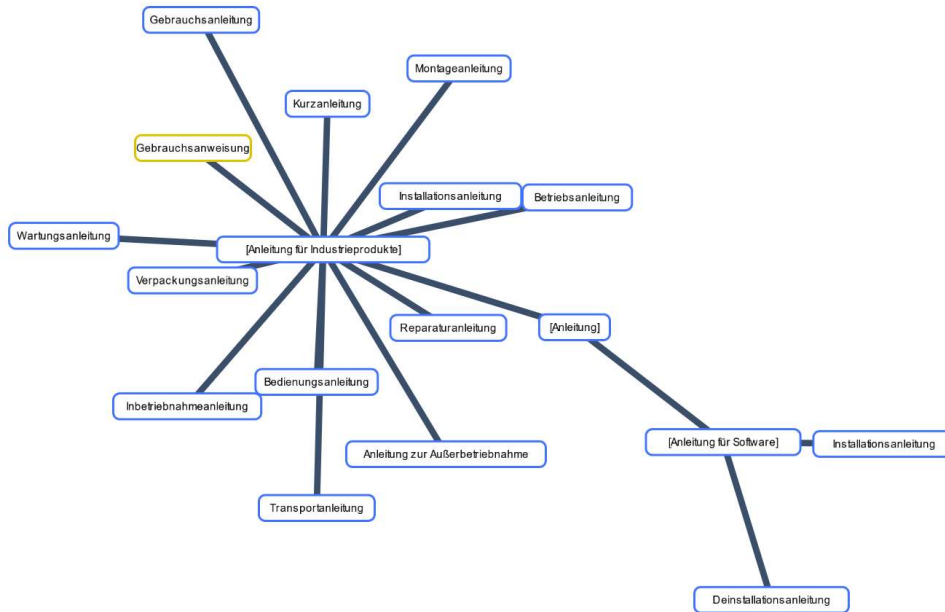 Gebrauchsanleitung
Montageanleitung
Kurzanleitung
Gebrauchsanweisung
Installationsanleitung
Betriebsanleitung
Wartungsanleitung
[Anleitung für Industrieprodukte]
Verpackungsanleitung
Reparaturanleitung
[Anleitung]
Bedienungsanleitung
Inbetriebnahmeanleitung
[Anleitung für Software]
Installationsanleitung
Anleitung zur Außerbetriebnahme
Transportanleitung
Deinstallationsanleitung